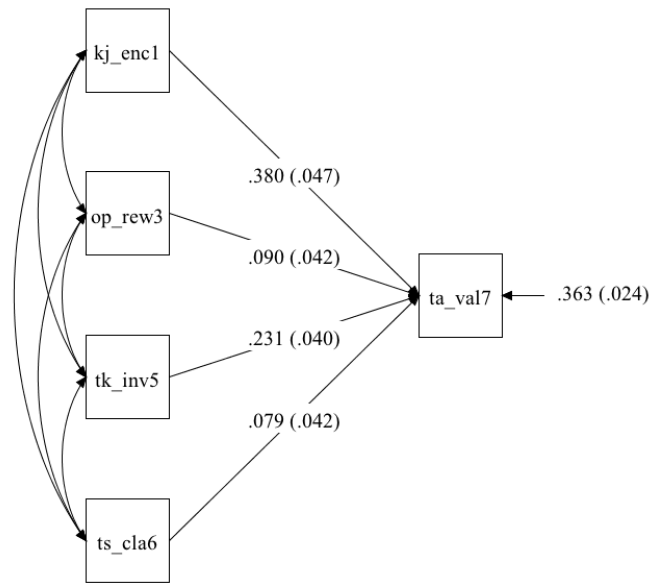 kj_enc1
.380 (.047)
op_rew3
.090 (.042)
ta_val7
.363 (.024)
.231 (.040)
tk_inv5
.079 (.042)
ts_cla6